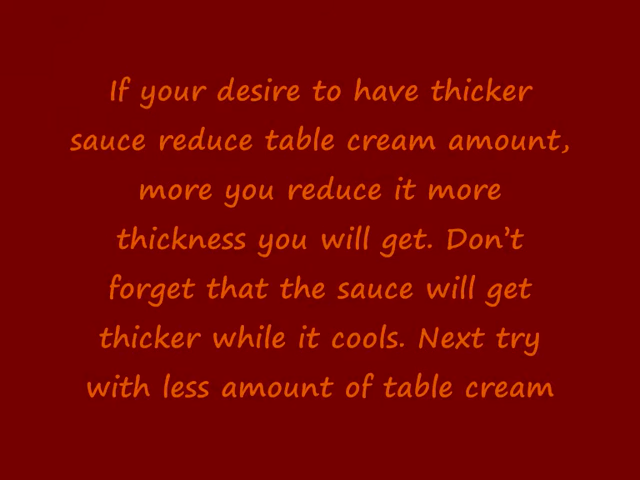 If your desire to have thicker
sauce reduce table cream amount,
more you reduce it more
thickness you will get. Don’t
forget that the sauce will get
thicker while it cools. Next try
with less amount of table cream